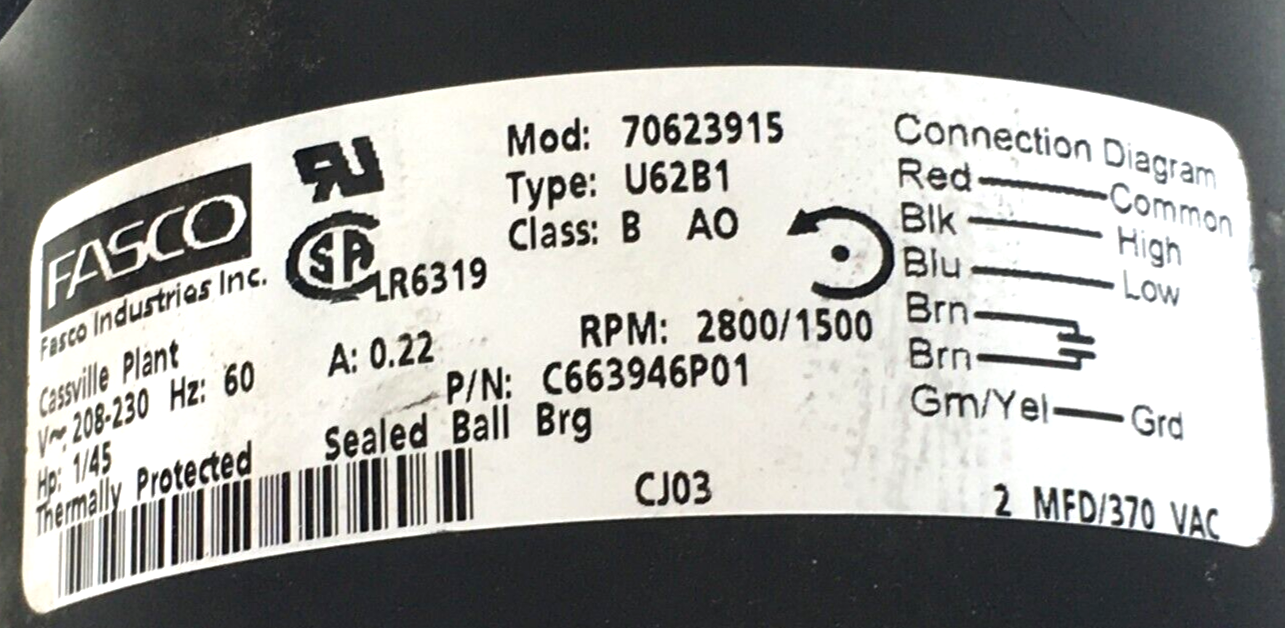 FASCO
Fasco Industries Inc.
Cassville Plant
V~: 208-230 Hz: 60
Hp: 1/45
Thermally Protected
RU
SA
LR6319
A: 0.22
Mod: 70623915
Type: U62B1
Class: B AO
RPM: 2800/1500
P/N: C663946P01
Sealed Ball Brg
CJ03
Connection Diagram
Red Common
Blk High
Blu Low
Brn
Brn
Grn/Yel Grd
2 MFD/370 VAC